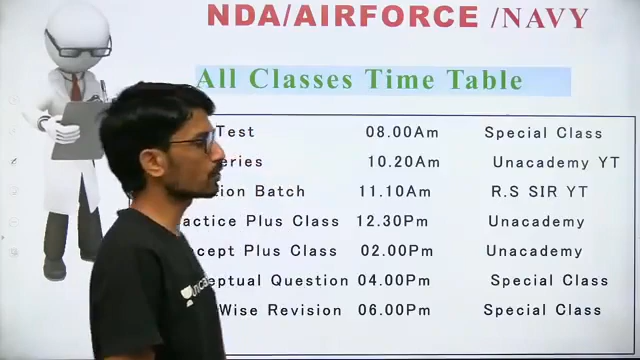 NDA/AIRFORCE /NAVY
All Classes Time Table
Test 08.00Am Special Class
eries 10.20Am Unacademy YT
ion Batch 11.10Am R.S SIR YT
actice Plus Class 12.30Pm Unacademy
cept Plus Class 02.00Pm Unacademy
eptual Question 04.00Pm Special Class
Wise Revision 06.00Pm Special Class